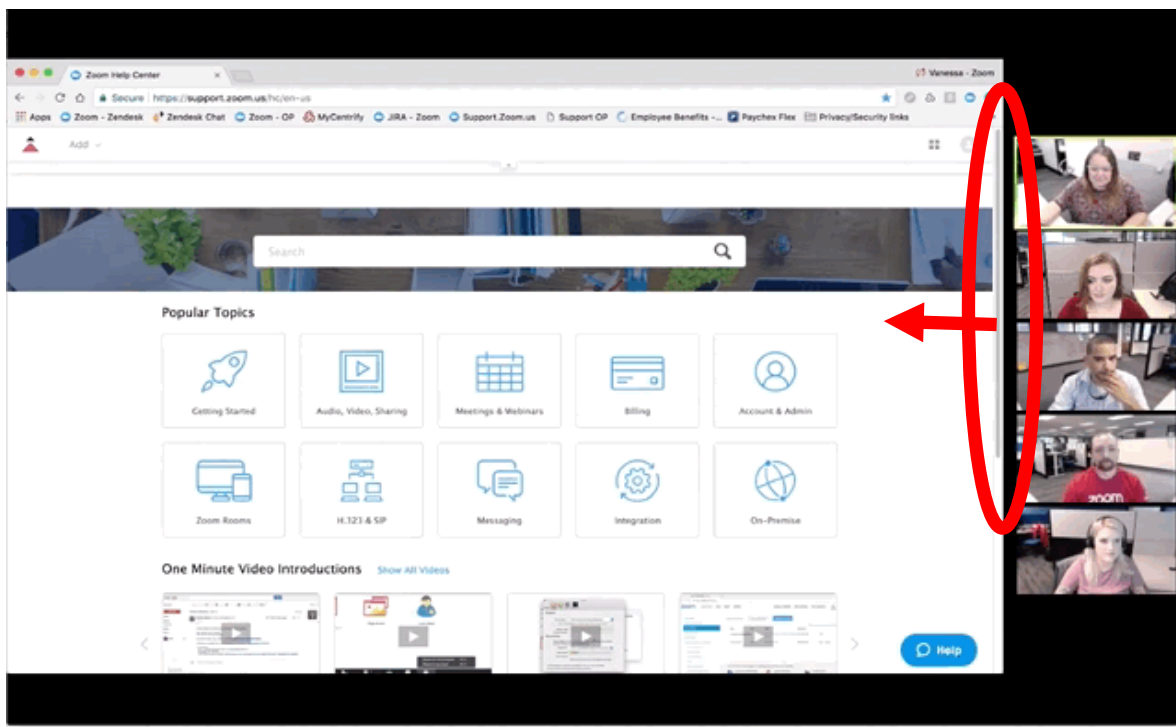 Zoom Help Center
Vanessa - Zoom
Secure https://support.zoom.us/hc/en-us
Apps Zoom - Zendesk Zendesk Chat Zoom - OP MyCentrify JIRA - Zoom Support.Zoom.us Support OP Employee Benefits -... Paychex Flex Privacy/Security links
Add
Search
Popular Topics
Getting Started Audio, Video, Sharing Meetings & Webinars Billing Account & Admin
Zoom Rooms H.323 & SIP Messaging Integration On-Premise
zoom
One Minute Video Introductions Show All Videos
Help